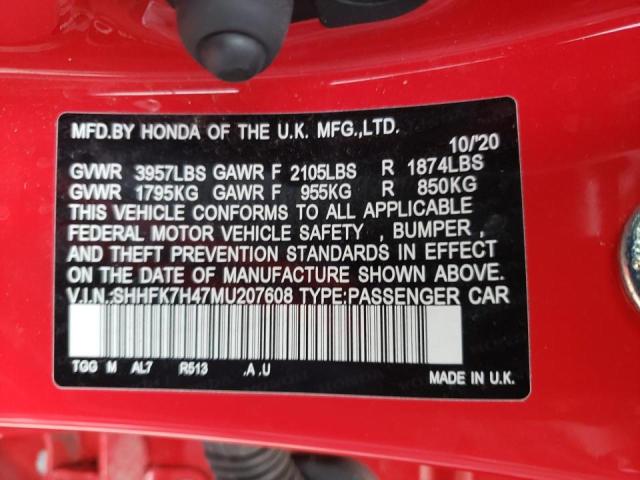 MFD.BY HONDA OF THE U.K. MFG.,LTD.
10/'20
GVWR 3957LBS GAWR F 2105LBS R 1874LBS
GVWR 1795KG GAWR F 955KG R 850KG
THIS VEHICLE CONFORMS TO ALL APPLICABLE
FEDERAL MOTOR VEHICLE SAFETY , BUMPER ,
AND THEFT PREVENTION STANDARDS IN EFFECT
ON THE DATE OF MANUFACTURE SHOWN ABOVE.
V.I.N.:SHHFK7H47MU207608 TYPE:PASSENGER CAR
TGG M AL7 R513 .A .U
MADE IN U.K.